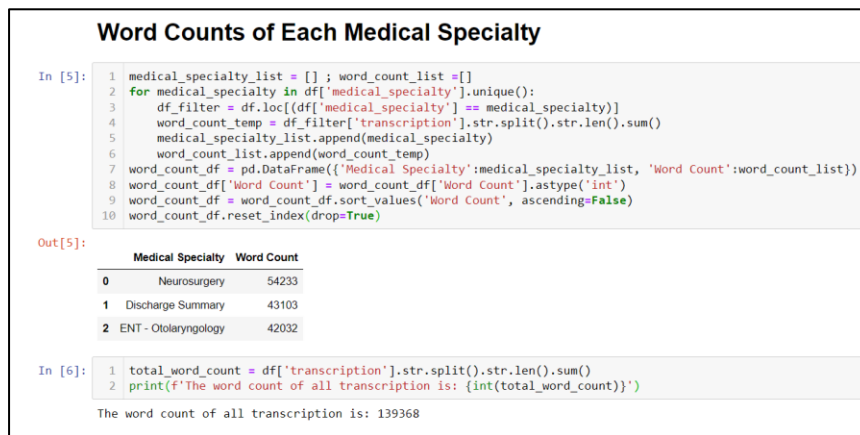 Word Counts of Each Medical Specialty
In [5]:
1 medical_specialty_list = [] ; word_count_list =[]
2 for medical_specialty in df['medical_specialty'].unique():
3     df_filter = df.loc[(df['medical_specialty'] == medical_specialty)]
4     word_count_temp = df_filter['transcription'].str.split().str.len().sum()
5     medical_specialty_list.append(medical_specialty)
6     word_count_list.append(word_count_temp)
7 word_count_df = pd.DataFrame({'Medical Specialty':medical_specialty_list, 'Word Count':word_count_list})
8 word_count_df['Word Count'] = word_count_df['Word Count'].astype('int')
9 word_count_df = word_count_df.sort_values('Word Count', ascending=False)
10 word_count_df.reset_index(drop=True)
Out[5]:
Medical Specialty Word Count
0 Neurosurgery 54233
1 Discharge Summary 43103
2 ENT - Otolaryngology 42032
In [6]:
1 total_word_count = df['transcription'].str.split().str.len().sum()
2 print(f'The word count of all transcription is: {int(total_word_count)}')
The word count of all transcription is: 139368